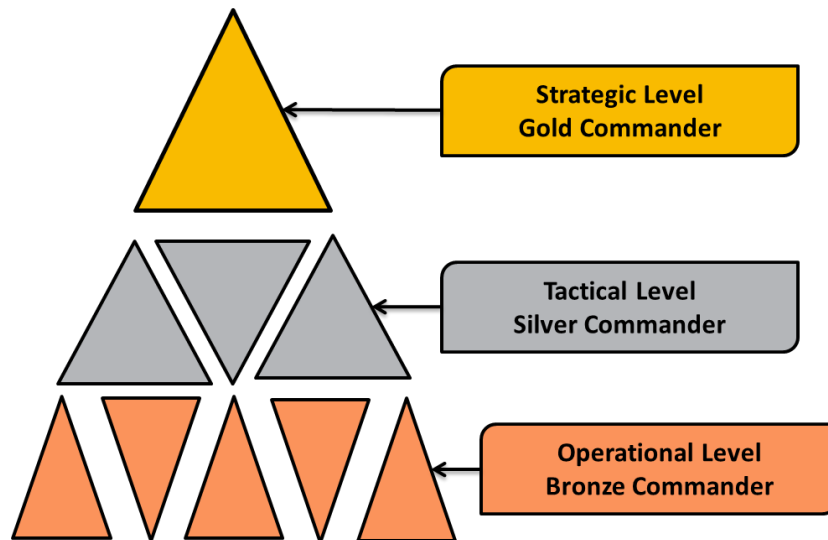 Strategic Level
Gold Commander
Tactical Level
Silver Commander
Operational Level
Bronze Commander